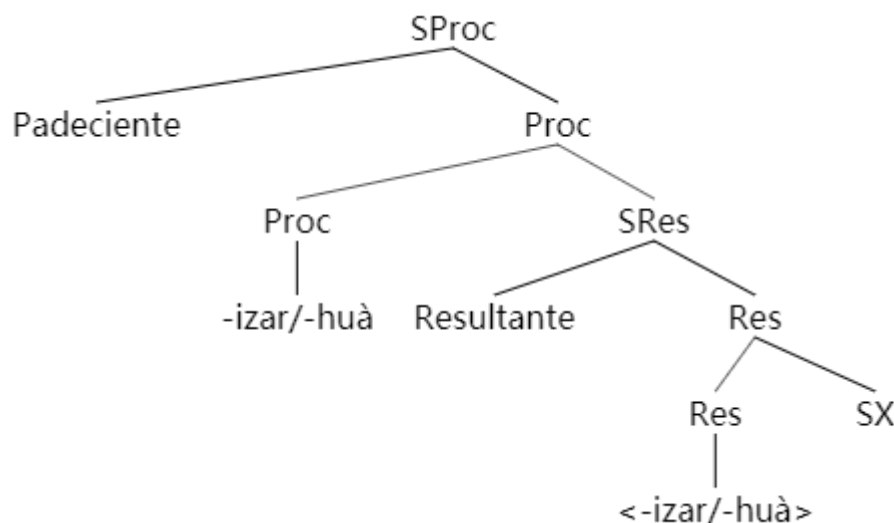 SProc
Padeciente Proc
Proc SRes
-izar/-huà Resultante Res
Res SX
<-izar/-huà>